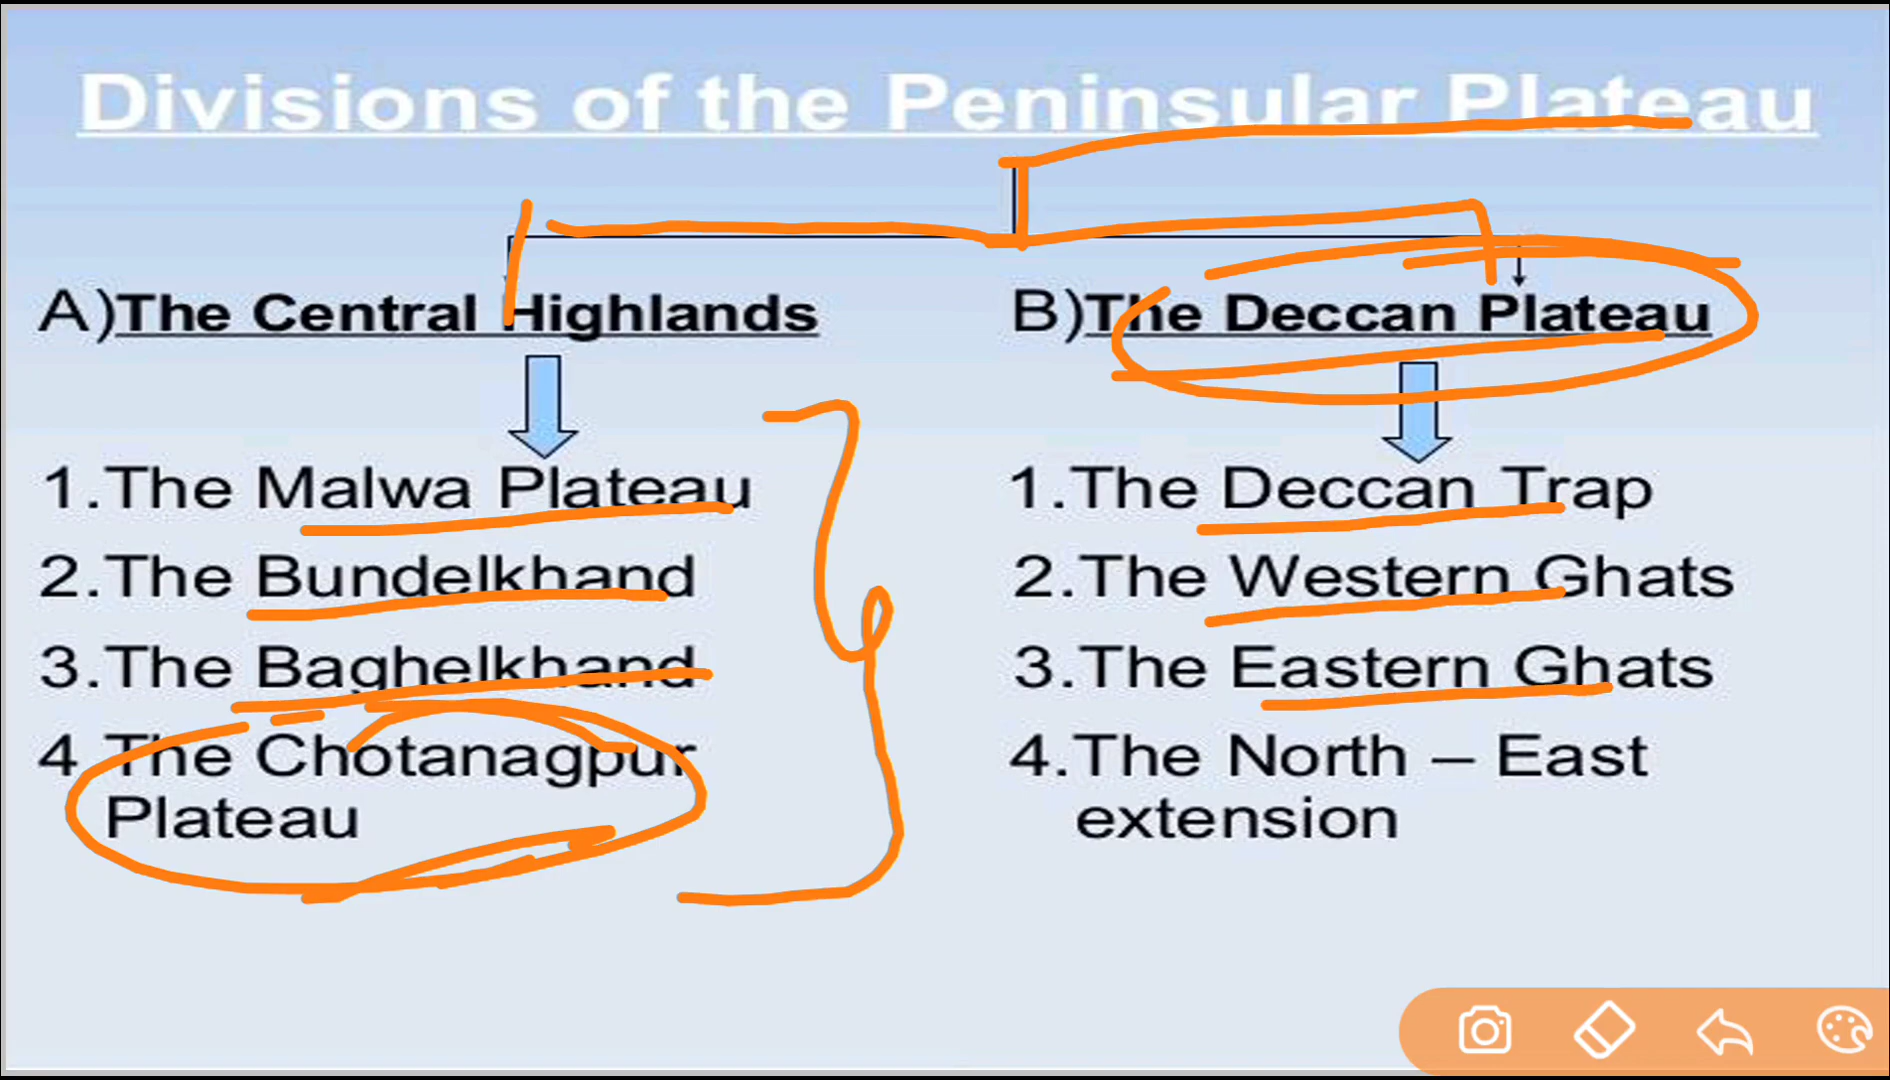 Divisions of the Peninsular Plateau
A)The Central Highlands
1.The Malwa Plateau
2.The Bundelkhand
3.The Baghelkhand
4 The Chotanagpur
Plateau
B)The Deccan Plateau
1.The Deccan Trap
2.The Western Ghats
3.The Eastern Ghats
4.The North – East
extension